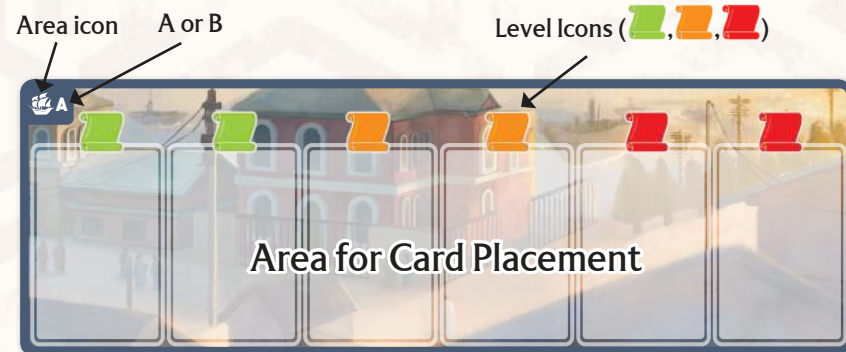 Area icon
A or B
Level Icons ( , , )
A
Area for Card Placement